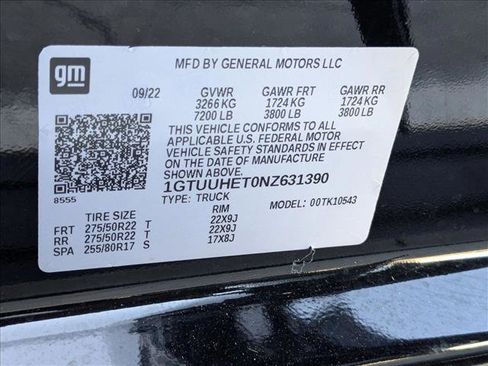 gm
MFD BY GENERAL MOTORS LLC
09/22 GVWR GAWR FRT GAWR RR
3266 KG 1724 KG 1724 KG
7200 LB 3800 LB 3800 LB
THIS VEHICLE CONFORMS TO ALL
APPLICABLE U.S. FEDERAL MOTOR
VEHICLE SAFETY STANDARDS IN EFFECT
ON THE DATE OF MANUFACTURE
SHOWN ABOVE.
8555
1GTUUHET0NZ631390
TYPE: TRUCK MODEL: 00TK10543
TIRE SIZE RIM
FRT 275/50R22 T 22X9J
RR 275/50R22 T 22X9J
SPA 255/80R17 S 17X8J